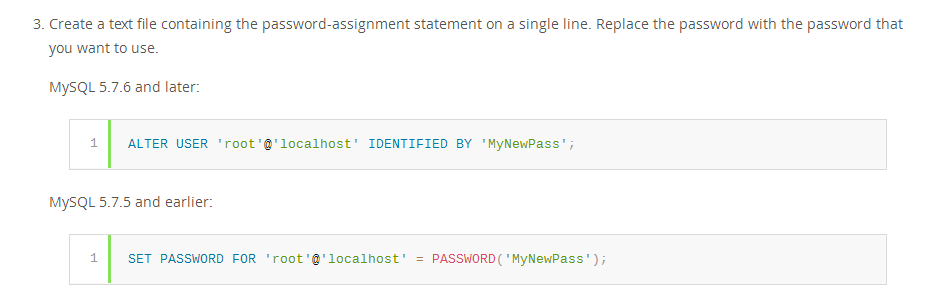 3. Create a text file containing the password-assignment statement on a single line. Replace the password with the password that
you want to use.
MySQL 5.7.6 and later:
1 ALTER USER 'root'@'localhost' IDENTIFIED BY 'MyNewPass';
MySQL 5.7.5 and earlier:
1 SET PASSWORD FOR 'root'@'localhost' = PASSWORD('MyNewPass');